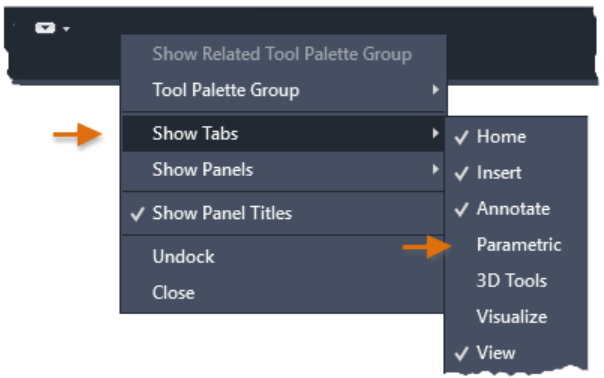 Show Related Tool Palette Group
Tool Palette Group
Show Tabs
Show Panels
Show Panel Titles
Undock
Close
Home
Insert
Annotate
Parametric
3D Tools
Visualize
View